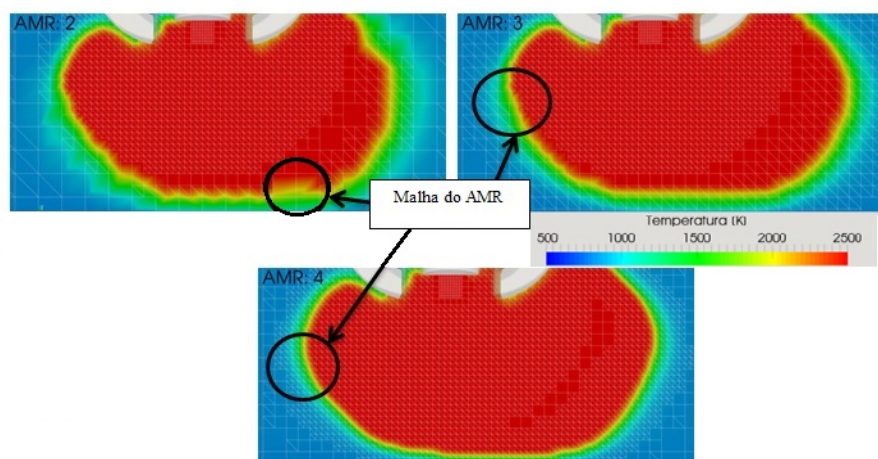 AMR: 2
AMR: 3
Malha do AMR
Temperatura (K)
500 1000 1500 2000 2500
AMR: 4